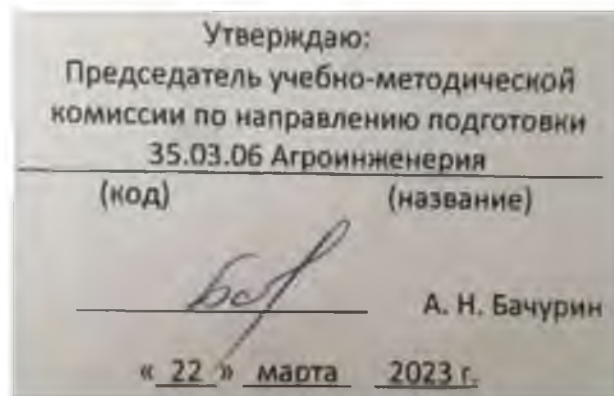 Утверждаю:
Председатель учебно-методической
комиссии по направлению подготовки
35.03.06 Агроинженерия
(код) (название)
А. Н. Бачурин
« 22 » марта 2023 г.